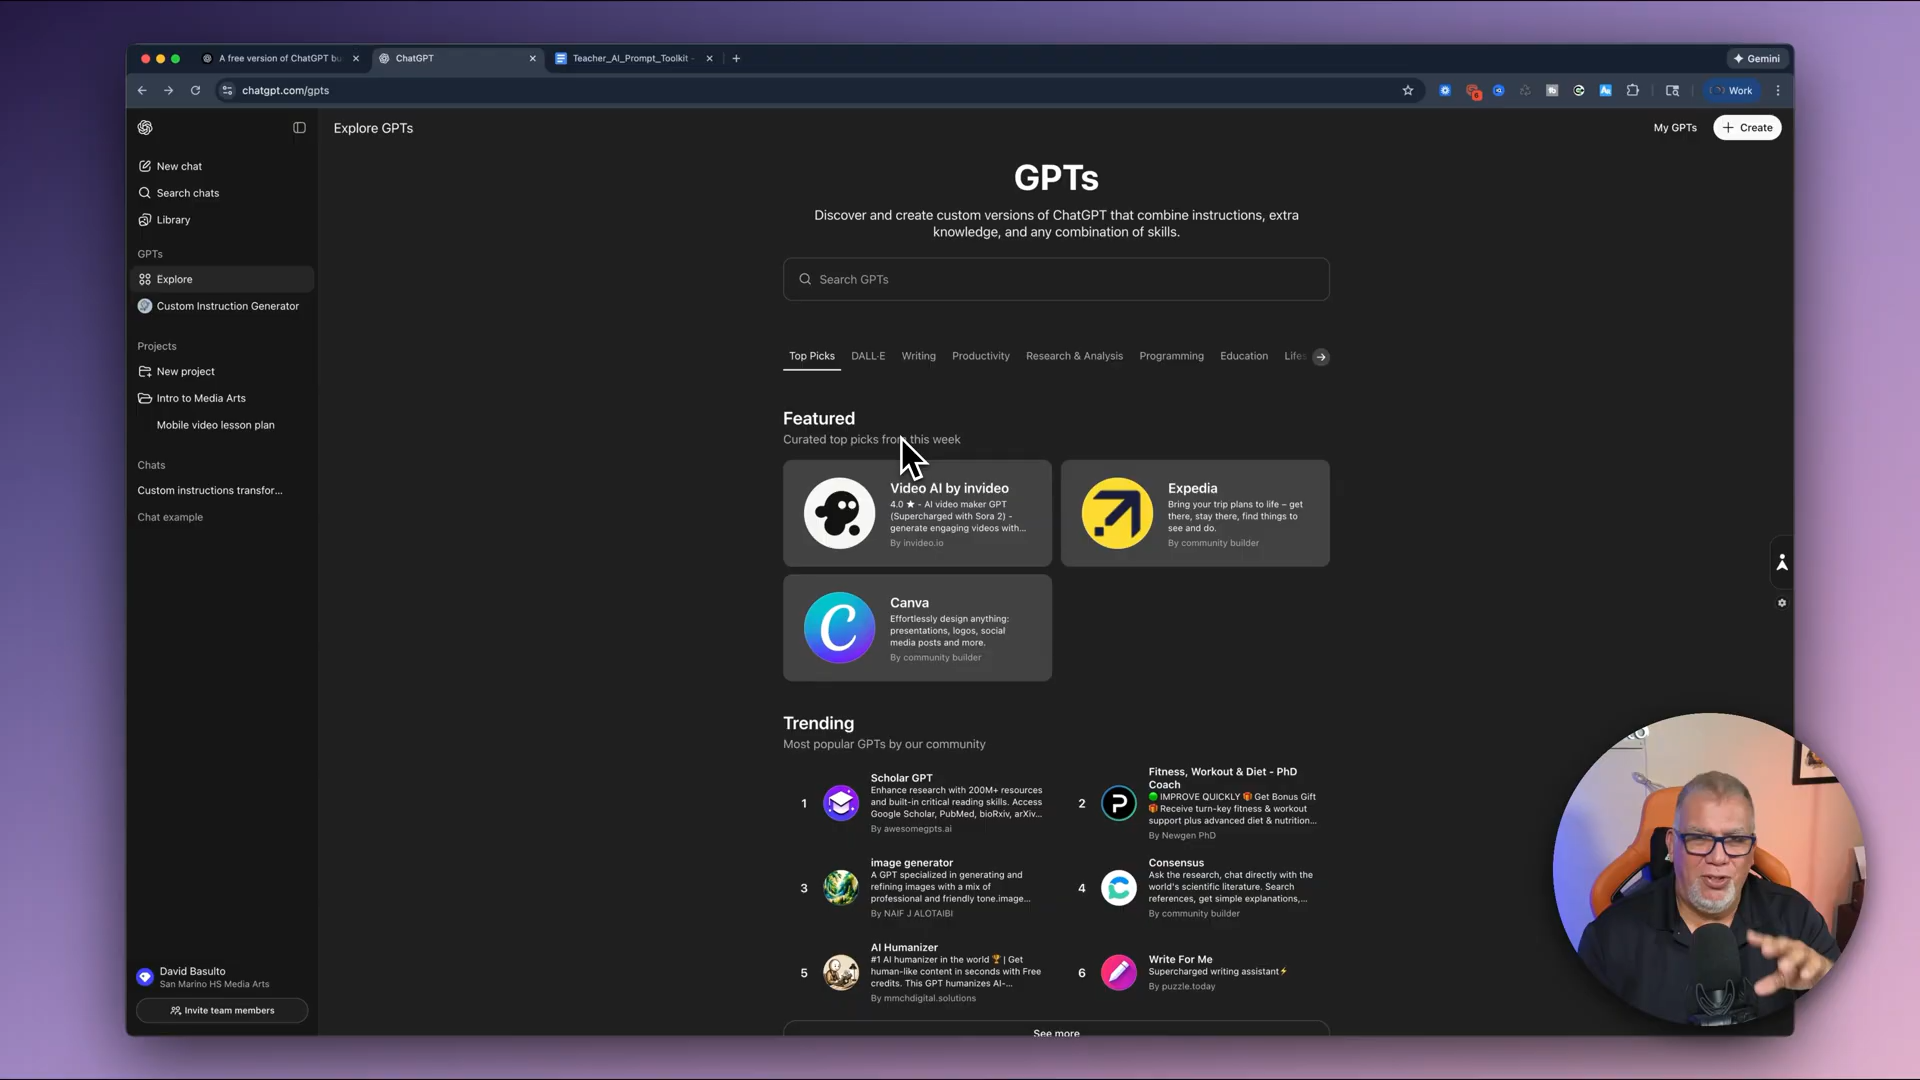 A free version of ChatGPT bu
ChatGPT
Teacher_AI_Prompt_Toolkit -
Gemini
chatgpt.com/gpts
Work
Explore GPTs
My GPTs
Create
New chat
Search chats
Library
GPTs
Explore
Custom Instruction Generator
Projects
New project
Intro to Media Arts
Mobile video lesson plan
Chats
Custom instructions transfor...
Chat example
David Basulto
San Marino HS Media Arts
Invite team members
GPTs
Discover and create custom versions of ChatGPT that combine instructions, extra
knowledge, and any combination of skills.
Search GPTs
Top Picks
DALL·E
Writing
Productivity
Research & Analysis
Programming
Education
Lifes
Featured
Curated top picks from this week
Video AI by invideo
4.0 ★ - AI video maker GPT
(Supercharged with Sora 2) -
generate engaging videos with...
By invideo.io
Expedia
Bring your trip plans to life – get
there, stay there, find things to
see and do.
By community builder
Canva
Effortlessly design anything:
presentations, logos, social
media posts and more.
By community builder
Trending
Most popular GPTs by our community
1
Scholar GPT
Enhance research with 200M+ resources
and built-in critical reading skills. Access
Google Scholar, PubMed, bioRxiv, arXiv...
By awesomegpts.ai
2
Fitness, Workout & Diet - PhD
Coach
🟢 IMPROVE QUICKLY 🎁 Get Bonus Gift
🎁 Receive turn-key fitness & workout
support plus advanced diet & nutrition...
By Newgen PhD
3
image generator
A GPT specialized in generating and
refining images with a mix of
professional and friendly tone.image...
By NAIF J ALOTAIBI
4
Consensus
Ask the research, chat directly with the
world's scientific literature. Search
references, get simple explanations,...
By community builder
5
AI Humanizer
#1 AI humanizer in the world 🏆 | Get
human-like content in seconds with Free
credits. This GPT humanizes AI-...
By mmchdigital.solutions
6
Write For Me
Supercharged writing assistant⚡
By puzzle.today
See more